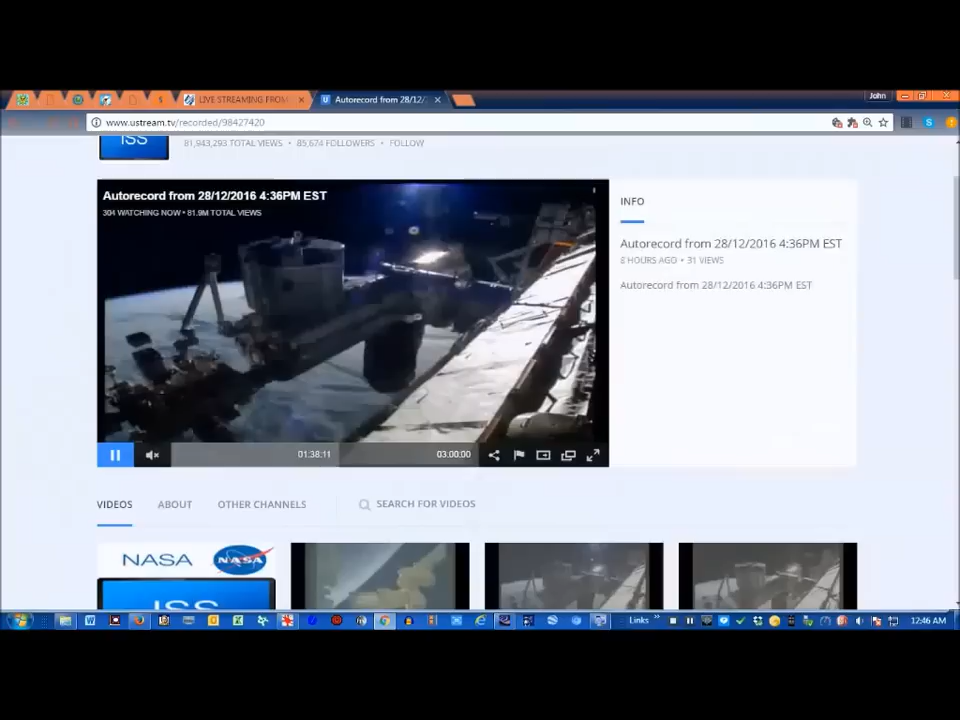 LIVE STREAMING FROM
Autorecord from 28/12/
John
www.ustream.tv/recorded/98427420
ISS
81,943,293 TOTAL VIEWS • 85,674 FOLLOWERS • FOLLOW
Autorecord from 28/12/2016 4:36PM EST
304 WATCHING NOW • 81.9M TOTAL VIEWS
01:38:11
03:00:00
INFO
Autorecord from 28/12/2016 4:36PM EST
8 HOURS AGO • 31 VIEWS
Autorecord from 28/12/2016 4:36PM EST
VIDEOS
ABOUT
OTHER CHANNELS
SEARCH FOR VIDEOS
NASA
NASA
ISS
Links
12:46 AM